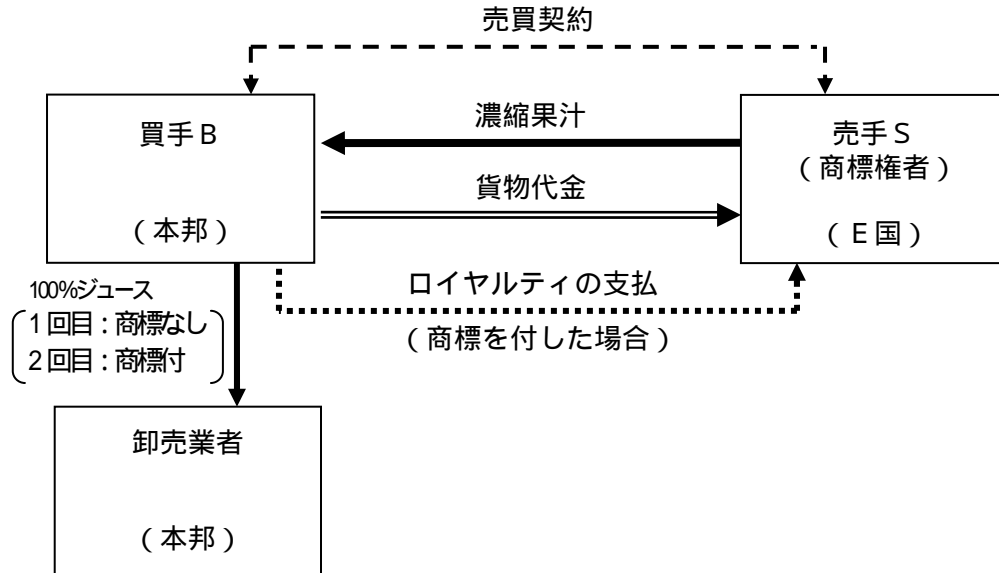 売買契約
買手Ｂ
（本邦）
濃縮果汁
貨物代金
売手Ｓ
（商標権者）
（Ｅ国）
ロイヤルティの支払
（商標を付した場合）
100%ジュース
１回目：商標なし
２回目：商標付
卸売業者
（本邦）